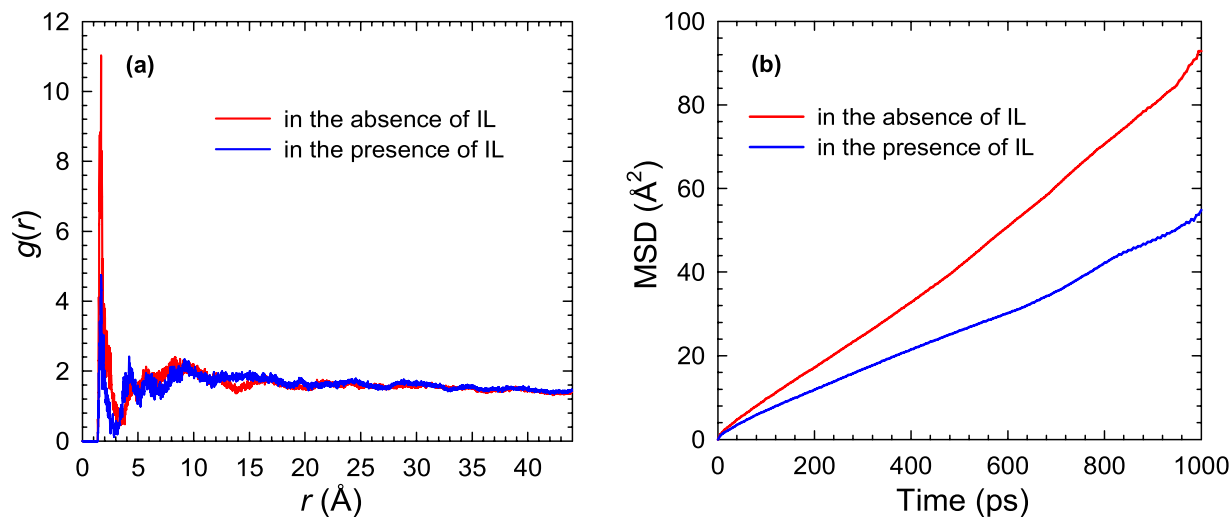 (a)
in the absence of IL
in the presence of IL
g(r)
12
10
8
6
4
2
0
0 5 10 15 20 25 30 35 40
r (Å)
(b)
in the absence of IL
in the presence of IL
MSD (Å²)
100
80
60
40
20
0
0 200 400 600 800 1000
Time (ps)